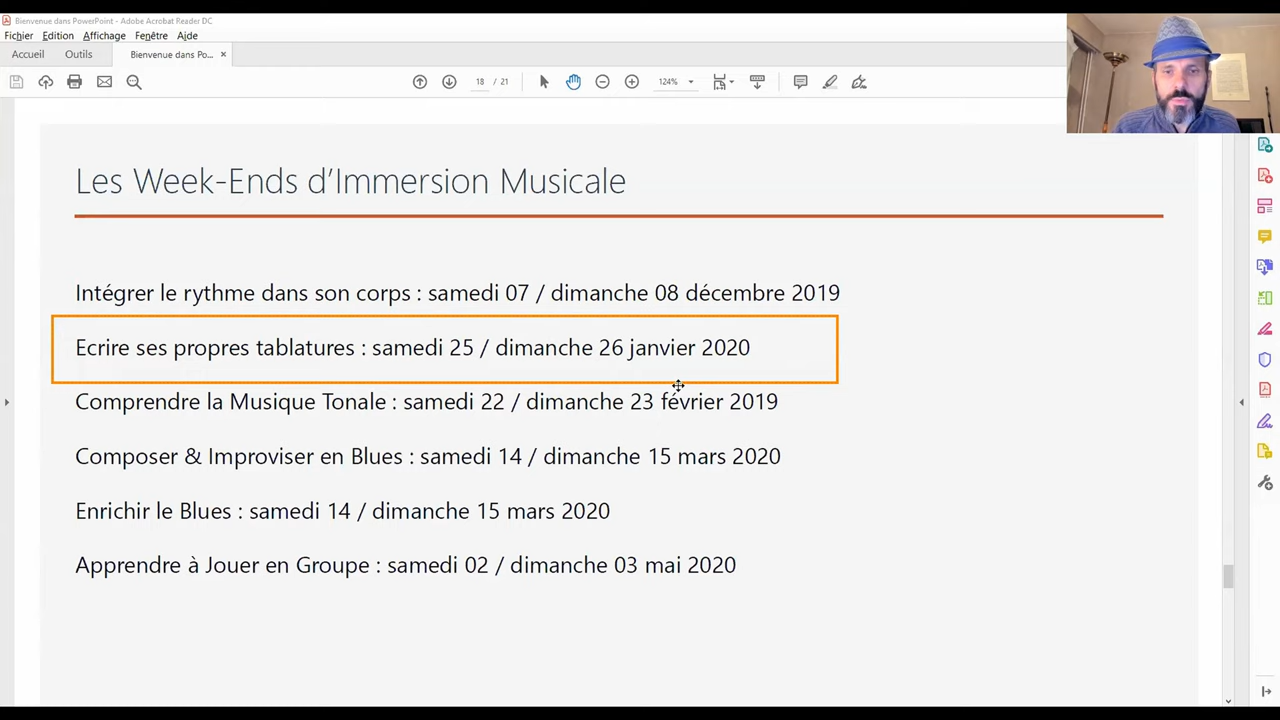 Bienvenue dans PowerPoint - Adobe Acrobat Reader DC
Fichier Edition Affichage Fenêtre Aide
Accueil Outils Bienvenue dans Po... ×
18 / 21 124%
Les Week-Ends d’Immersion Musicale
Intégrer le rythme dans son corps : samedi 07 / dimanche 08 décembre 2019
Ecrire ses propres tablatures : samedi 25 / dimanche 26 janvier 2020
Comprendre la Musique Tonale : samedi 22 / dimanche 23 février 2019
Composer & Improviser en Blues : samedi 14 / dimanche 15 mars 2020
Enrichir le Blues : samedi 14 / dimanche 15 mars 2020
Apprendre à Jouer en Groupe : samedi 02 / dimanche 03 mai 2020